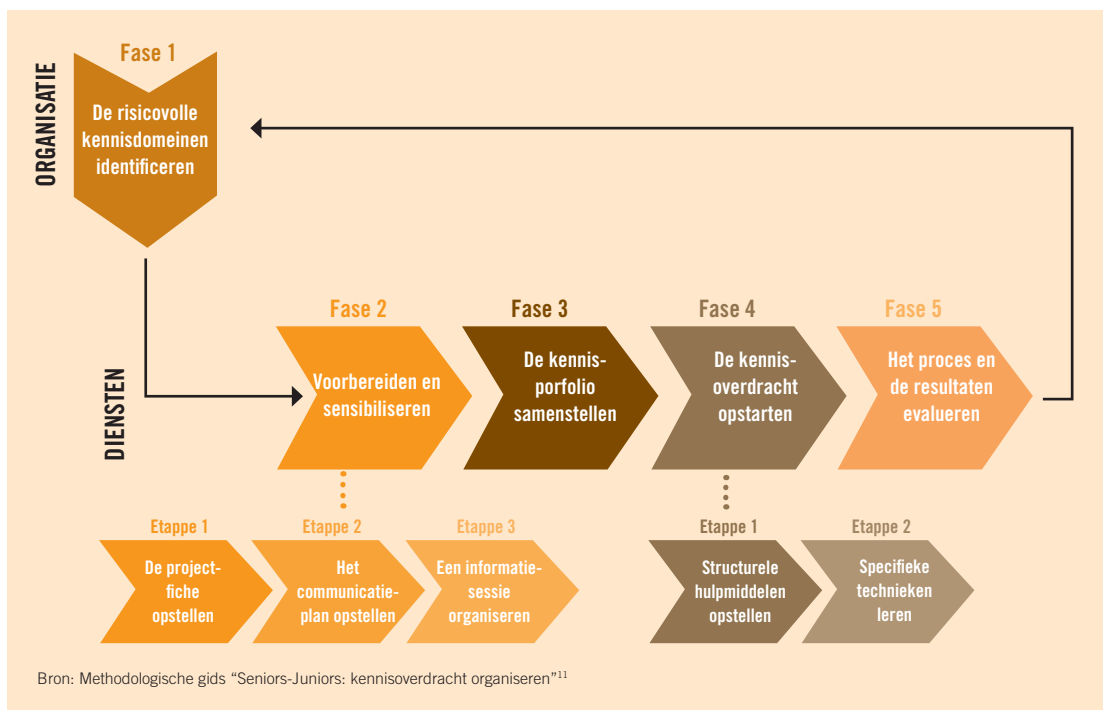 ORGANISATIE
Fase 1
De risicovolle
kennisdomeinen
identificeren
DIENSTEN
Fase 2
Voorbereiden en
sensibiliseren
Fase 3
De kennis-
porfolio
samenstellen
Fase 4
De kennis-
overdracht
opstarten
Fase 5
Het proces en
de resultaten
evalueren
Etappe 1
De project-
fiche
opstellen
Etappe 2
Het
communicatie-
plan opstellen
Etappe 3
Een informatie-
sessie
organiseren
Etappe 1
Structurele
hulpmiddelen
opstellen
Etappe 2
Specifieke
technieken
leren
Bron: Methodologische gids “Seniors-Juniors: kennisoverdracht organiseren”11